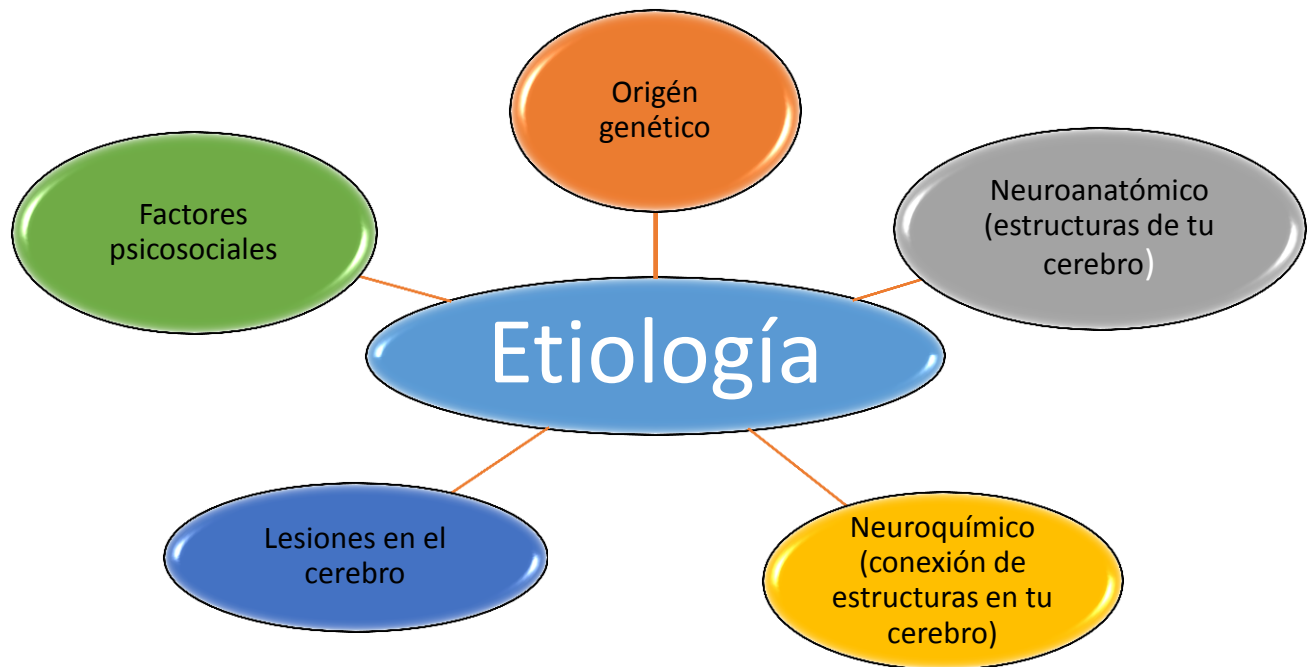 Origén
genético
Neuroanatómico
(estructuras de tu
cerebro)
Factores
psicosociales
Etiología
Lesiones en el
cerebro
Neuroquímico
(conexión de
estructuras en tu
cerebro)